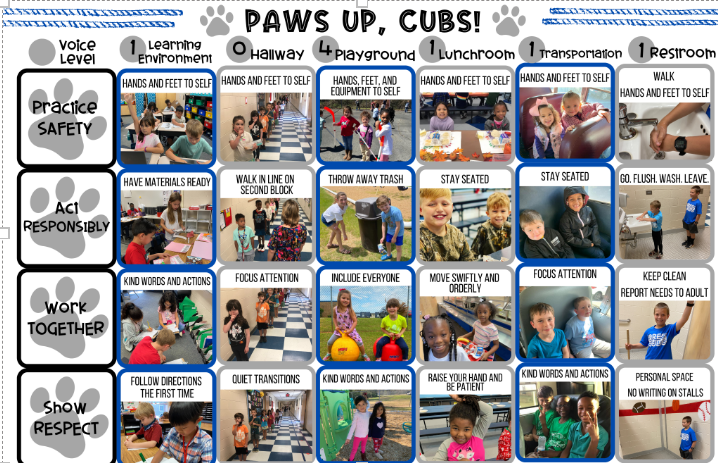 PAWS UP, CUBS!
Voice Level
1 Learning Environment
0 Hallway
4 Playground
1 Lunchroom
1 Transportation
1 Restroom
Practice
SAFETY
HANDS AND FEET TO SELF
HANDS AND FEET TO SELF
HANDS, FEET, AND
EQUIPMENT TO SELF
HANDS AND FEET TO SELF
HANDS AND FEET TO SELF
WALK
HANDS AND FEET TO SELF
Act
RESPONSIBLY
HAVE MATERIALS READY
WALK IN LINE ON
SECOND BLOCK
THROW AWAY TRASH
STAY SEATED
STAY SEATED
GO. FLUSH. WASH. LEAVE.
Work
TOGETHER
KIND WORDS AND ACTIONS
FOCUS ATTENTION
INCLUDE EVERYONE
MOVE SWIFTLY AND
ORDERLY
FOCUS ATTENTION
KEEP CLEAN
REPORT NEEDS TO ADULT
Show
RESPECT
FOLLOW DIRECTIONS
THE FIRST TIME
QUIET TRANSITIONS
KIND WORDS AND ACTIONS
RAISE YOUR HAND AND
BE PATIENT
KIND WORDS AND ACTIONS
PERSONAL SPACE
NO WRITING ON STALLS